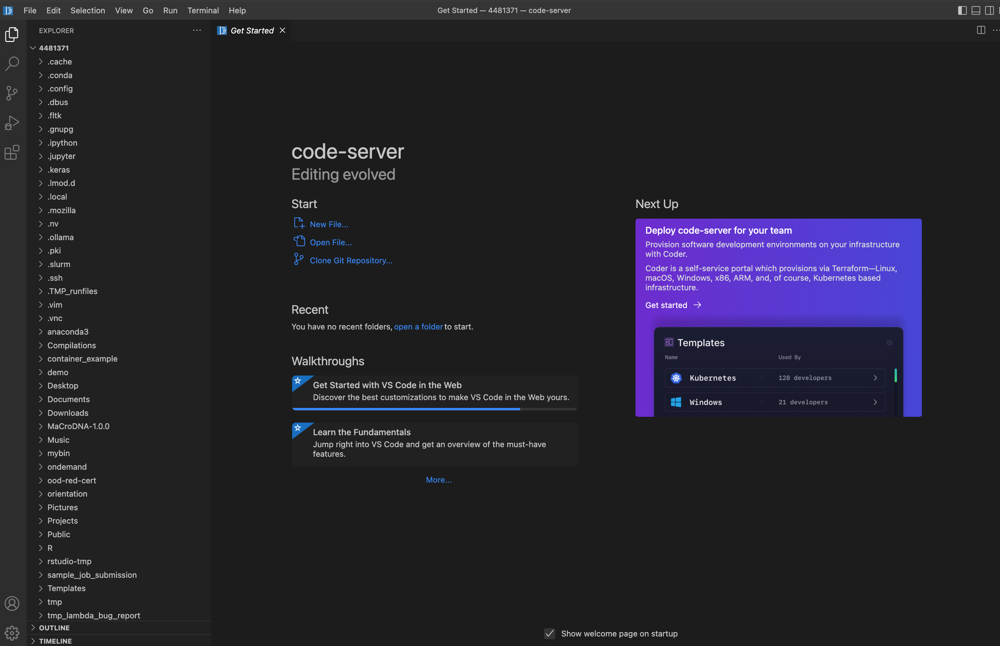 File Edit Selection View Go Run Terminal Help
Get Started — 4481371 — code-server
EXPLORER
4481371
.cache
.conda
.config
.dbus
.fltk
.gnupg
.ipython
.jupyter
.keras
.lmod.d
.local
.mozilla
.nv
.ollama
.pki
.slurm
.ssh
.TMP_runfiles
.vim
.vnc
anaconda3
Compilations
container_example
demo
Desktop
Documents
Downloads
MaCroDNA-1.0.0
Music
mybin
ondemand
ood-red-cert
orientation
Pictures
Projects
Public
R
rstudio-tmp
sample_job_submission
Templates
tmp
tmp_lambda_bug_report
OUTLINE
TIMELINE
Get Started
code-server
Editing evolved
Start
New File...
Open File...
Clone Git Repository...
Recent
You have no recent folders, open a folder to start.
Walkthroughs
Get Started with VS Code in the Web
Discover the best customizations to make VS Code in the Web yours.
Learn the Fundamentals
Jump right into VS Code and get an overview of the must-have
features.
More...
Next Up
Deploy code-server for your team
Provision software development environments on your infrastructure
with Coder.
Coder is a self-service portal which provisions via Terraform—Linux,
macOS, Windows, x86, ARM, and, of course, Kubernetes based
infrastructure.
Get started →
Templates
Name Used By
Kubernetes 128 developers
Windows 21 developers
Show welcome page on startup